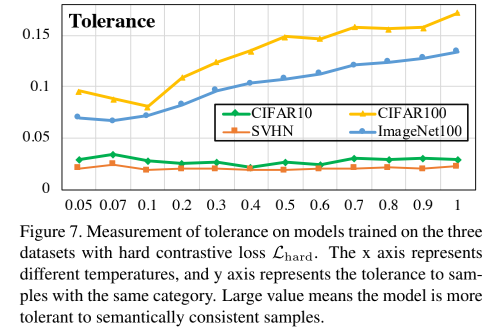 Tolerance
0.15
0.1
0.05
0
CIFAR10 CIFAR100
SVHN ImageNet100
0.05 0.07 0.1 0.2 0.3 0.4 0.5 0.6 0.7 0.8 0.9 1
Figure 7. Measurement of tolerance on models trained on the three
datasets with hard contrastive loss ℒhard. The x axis represents
different temperatures, and y axis represents the tolerance to sam-
ples with the same category. Large value means the model is more
tolerant to semantically consistent samples.